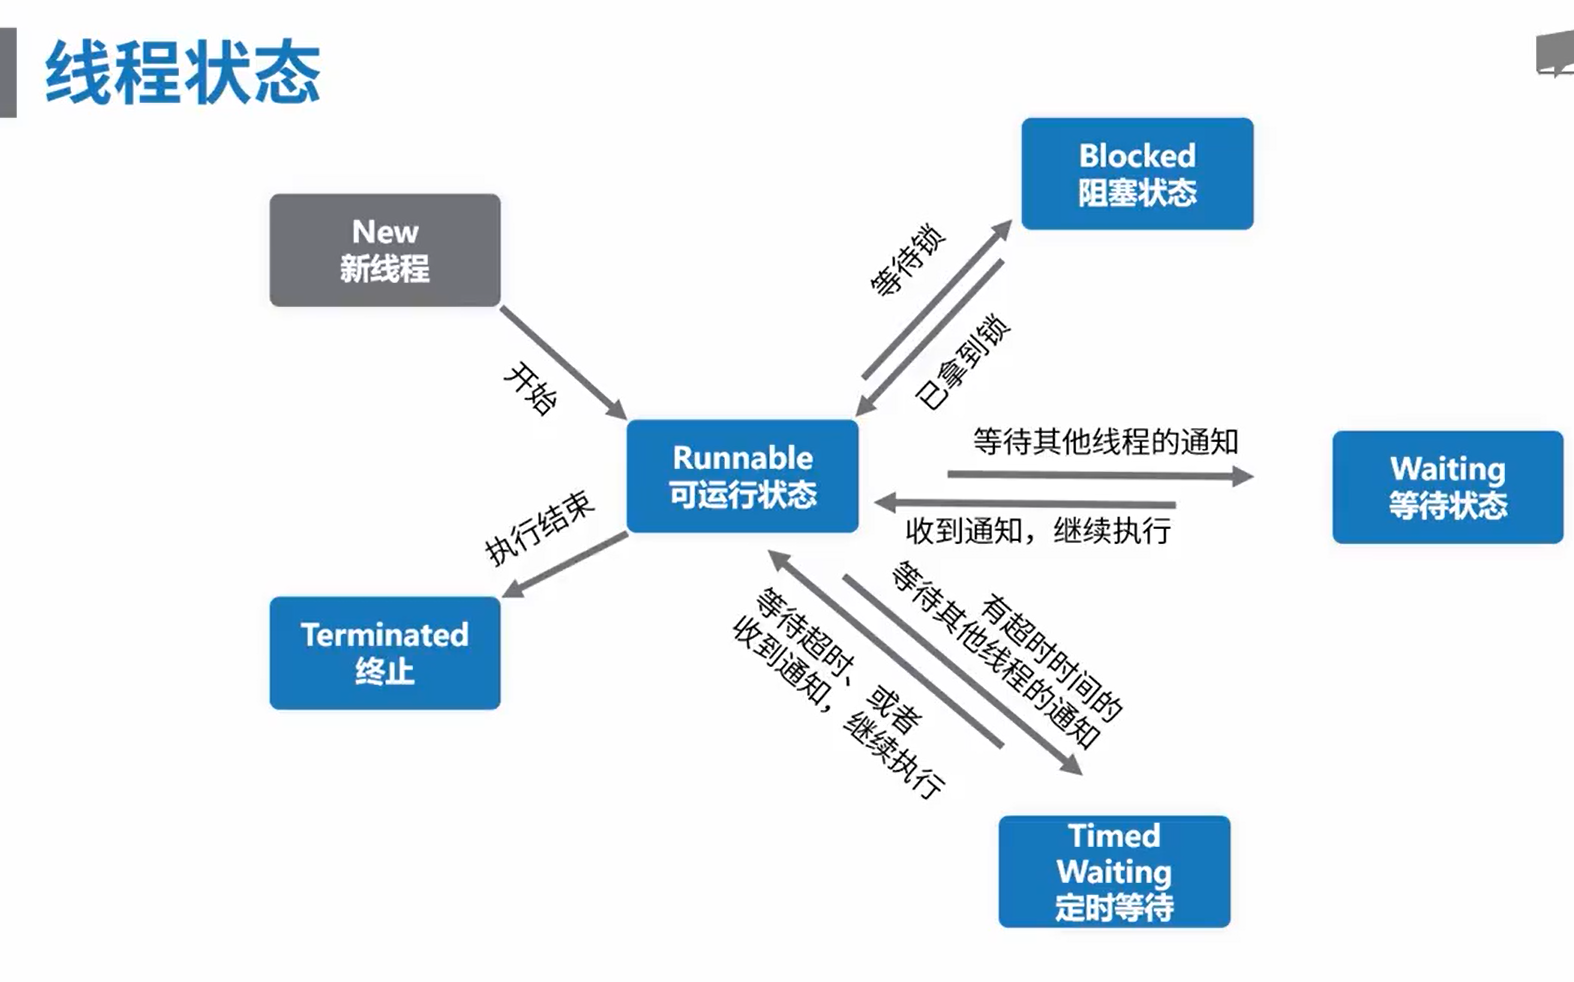 线程状态
Blocked
阻塞状态
New
新线程
等待锁
已拿到锁
开始
等待其他线程的通知
Runnable
可运行状态
Waiting
等待状态
收到通知，继续执行
执行结束
有超时时间的
等待其他线程的通知
等待超时、或者
收到通知，继续执行
Terminated
终止
Timed
Waiting
定时等待